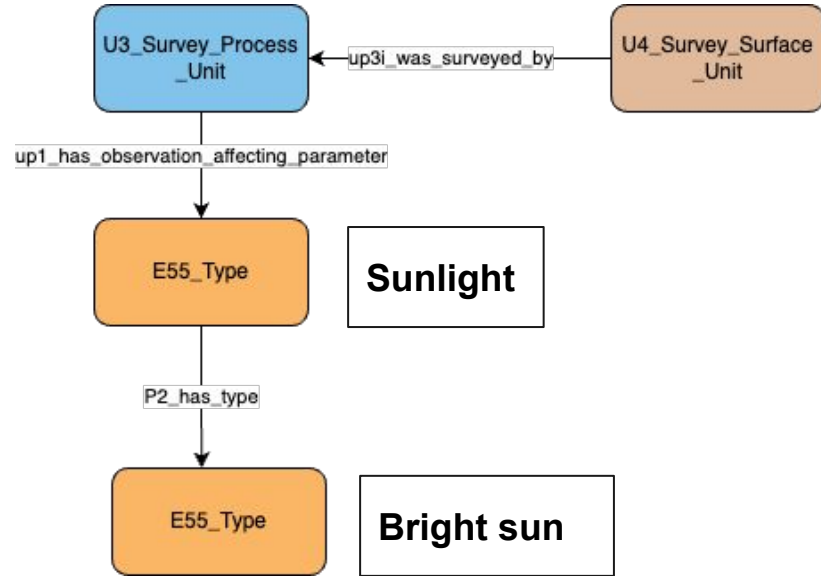 U3_Survey_Process
_Unit
up3i_was_surveyed_by
U4_Survey_Surface
_Unit
up1_has_observation_affecting_parameter
E55_Type
Sunlight
P2_has_type
E55_Type
Bright sun